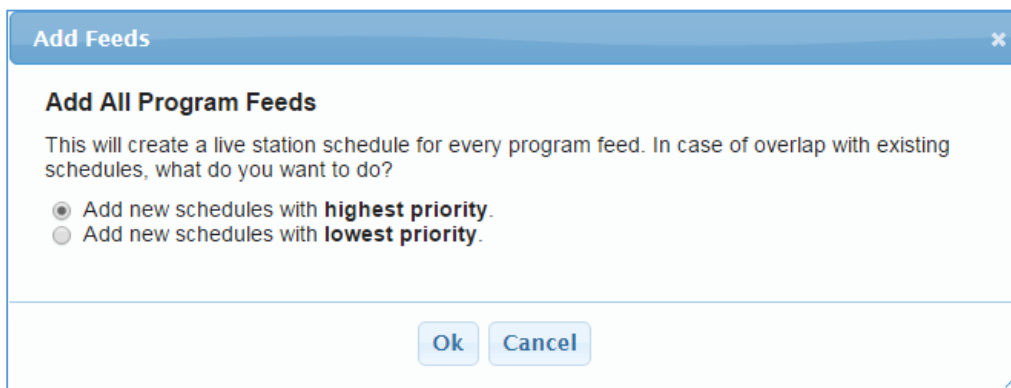 Add Feeds
Add All Program Feeds
This will create a live station schedule for every program feed. In case of overlap with existing
schedules, what do you want to do?
Add new schedules with highest priority.
Add new schedules with lowest priority.
Ok Cancel